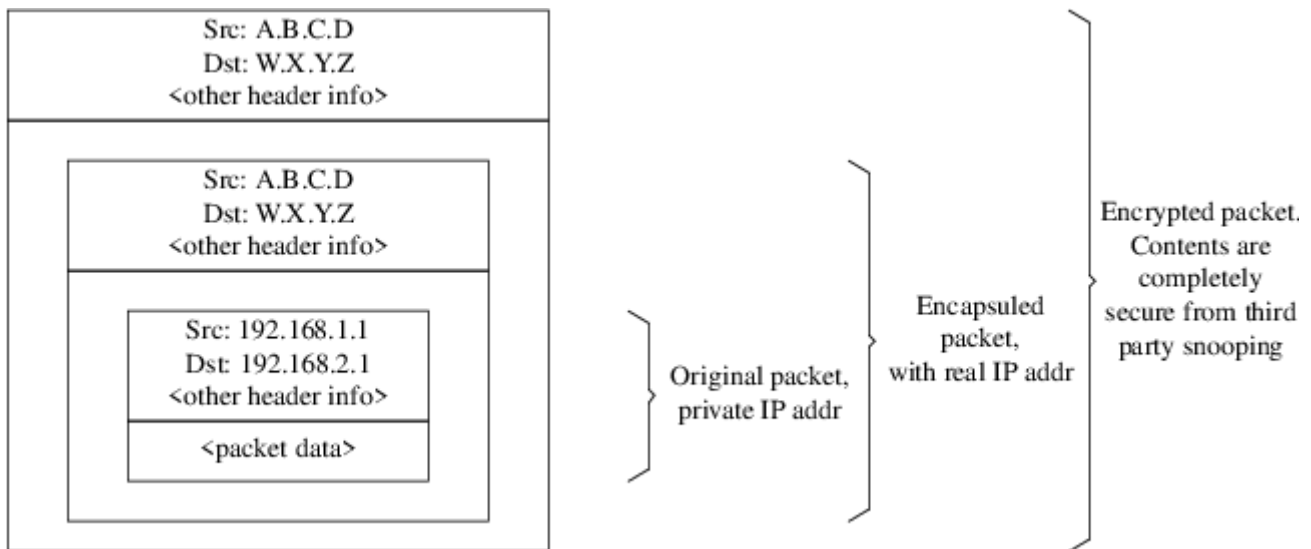 Src: A.B.C.D
Dst: W.X.Y.Z
<other header info>
Src: A.B.C.D
Dst: W.X.Y.Z
<other header info>
Src: 192.168.1.1
Dst: 192.168.2.1
<other header info>
<packet data>
Original packet,
private IP addr
Encapsuled
packet,
with real IP addr
Encrypted packet.
Contents are
completely
secure from third
party snooping